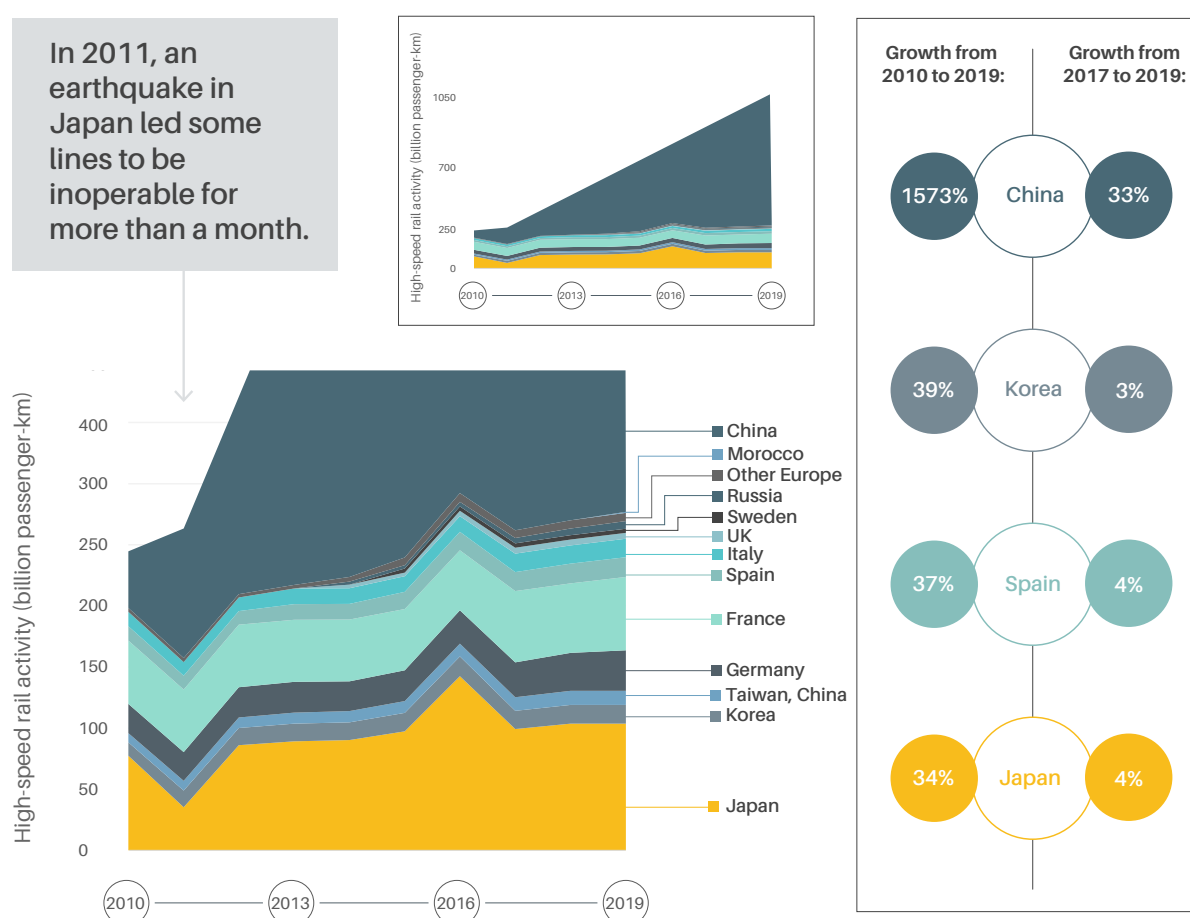 In 2011, an
earthquake in
Japan led some
lines to be
inoperable for
more than a month.
High-speed rail activity (billion passenger-km)
1050
700
250
0
2010
2013
2016
2019
High-speed rail activity (billion passenger-km)
400
300
250
200
150
100
50
0
2010
2013
2016
2019
China
Morocco
Other Europe
Russia
Sweden
UK
Italy
Spain
France
Germany
Taiwan, China
Korea
Japan
Growth from
2010 to 2019:
Growth from
2017 to 2019:
1573%
China
33%
39%
Korea
3%
37%
Spain
4%
34%
Japan
4%